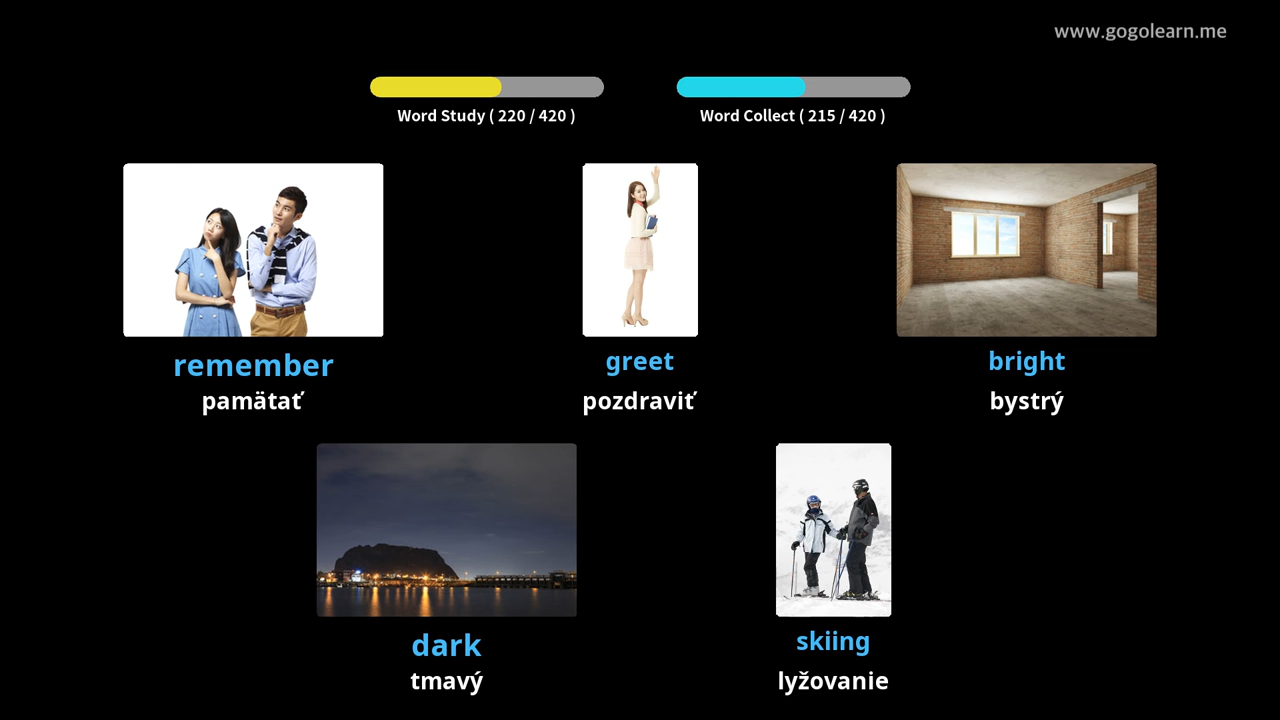 www.gogolearn.me
Word Study ( 220 / 420 )
Word Collect ( 215 / 420 )
remember
pamätať
greet
pozdraviť
bright
bystrý
dark
tmavý
skiing
lyžovanie